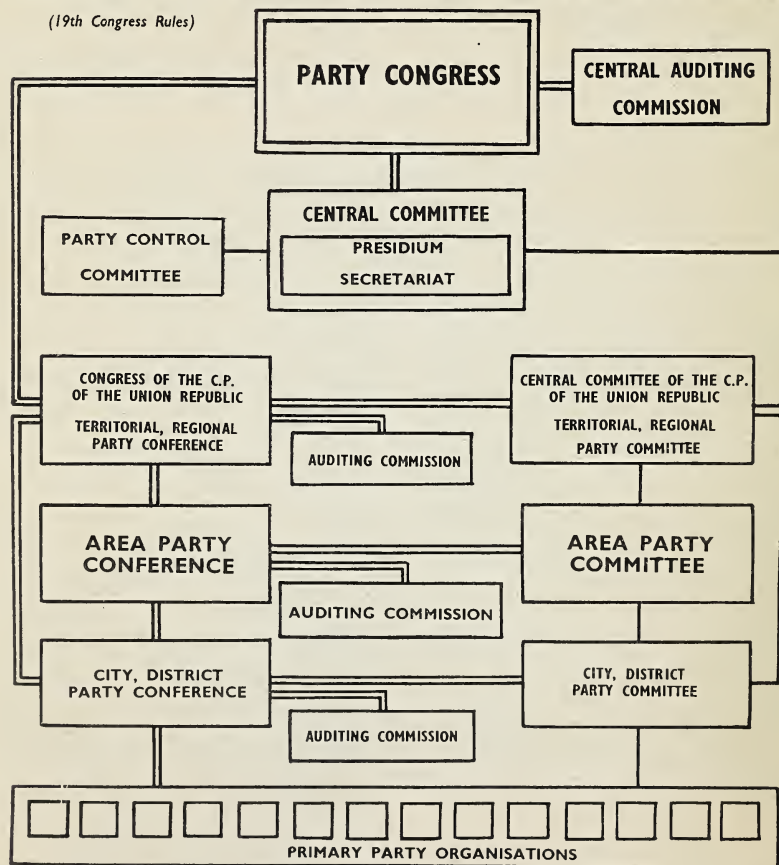 (19th Congress Rules)
PARTY CONGRESS
CENTRAL AUDITING
COMMISSION
CENTRAL COMMITTEE
PRESIDIUM
SECRETARIAT
PARTY CONTROL
COMMITTEE
CONGRESS OF THE C.P.
OF THE UNION REPUBLIC
TERRITORIAL, REGIONAL
PARTY CONFERENCE
CENTRAL COMMITTEE OF THE C.P.
OF THE UNION REPUBLIC
TERRITORIAL, REGIONAL
PARTY COMMITTEE
AUDITING COMMISSION
AREA PARTY
CONFERENCE
AREA PARTY
COMMITTEE
AUDITING COMMISSION
CITY, DISTRICT
PARTY CONFERENCE
CITY, DISTRICT
PARTY COMMITTEE
AUDITING COMMISSION
PRIMARY PARTY ORGANISATIONS